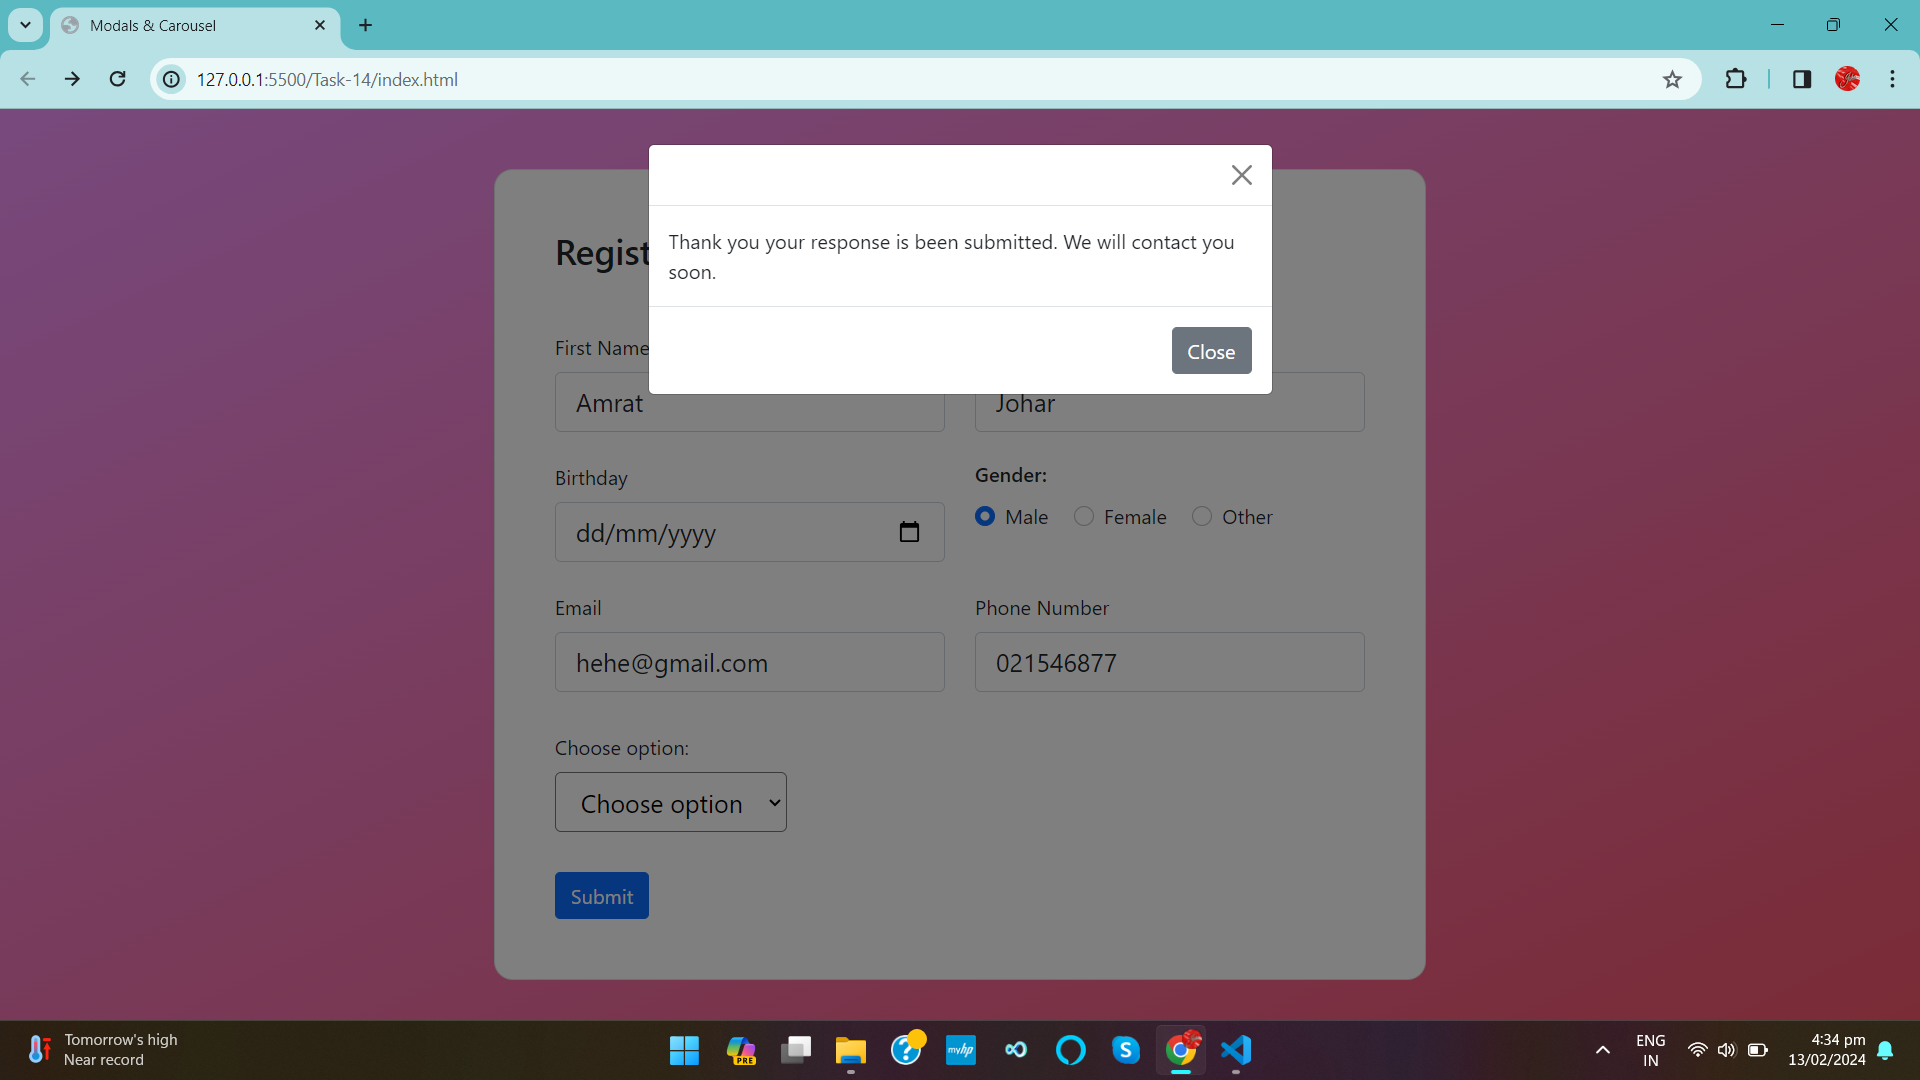 Modals & Carousel
127.0.0.1:5500/Task-14/index.html
Thank you your response is been submitted. We will contact you
soon.
Close
Regist
First Name
Amrat
Johar
Birthday
dd/mm/yyyy
Gender:
Male Female Other
Email
hehe@gmail.com
Phone Number
021546877
Choose option:
Choose option
Submit
Tomorrow's high
Near record
PRE
myhp
ENG
IN
4:34 pm
13/02/2024